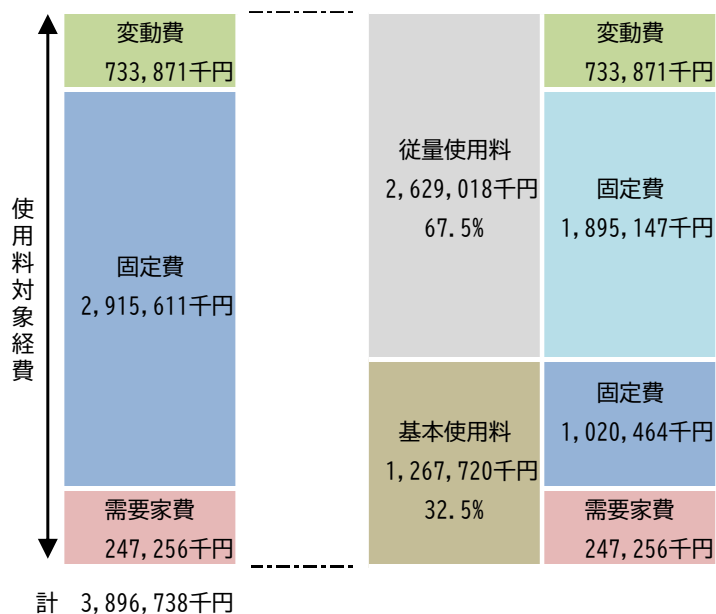 使用料対象経費
変動費
733,871千円
固定費
2,915,611千円
需要家費
247,256千円
計 3,896,738千円
従量使用料
2,629,018千円
67.5%
基本使用料
1,267,720千円
32.5%
変動費
733,871千円
固定費
1,895,147千円
固定費
1,020,464千円
需要家費
247,256千円